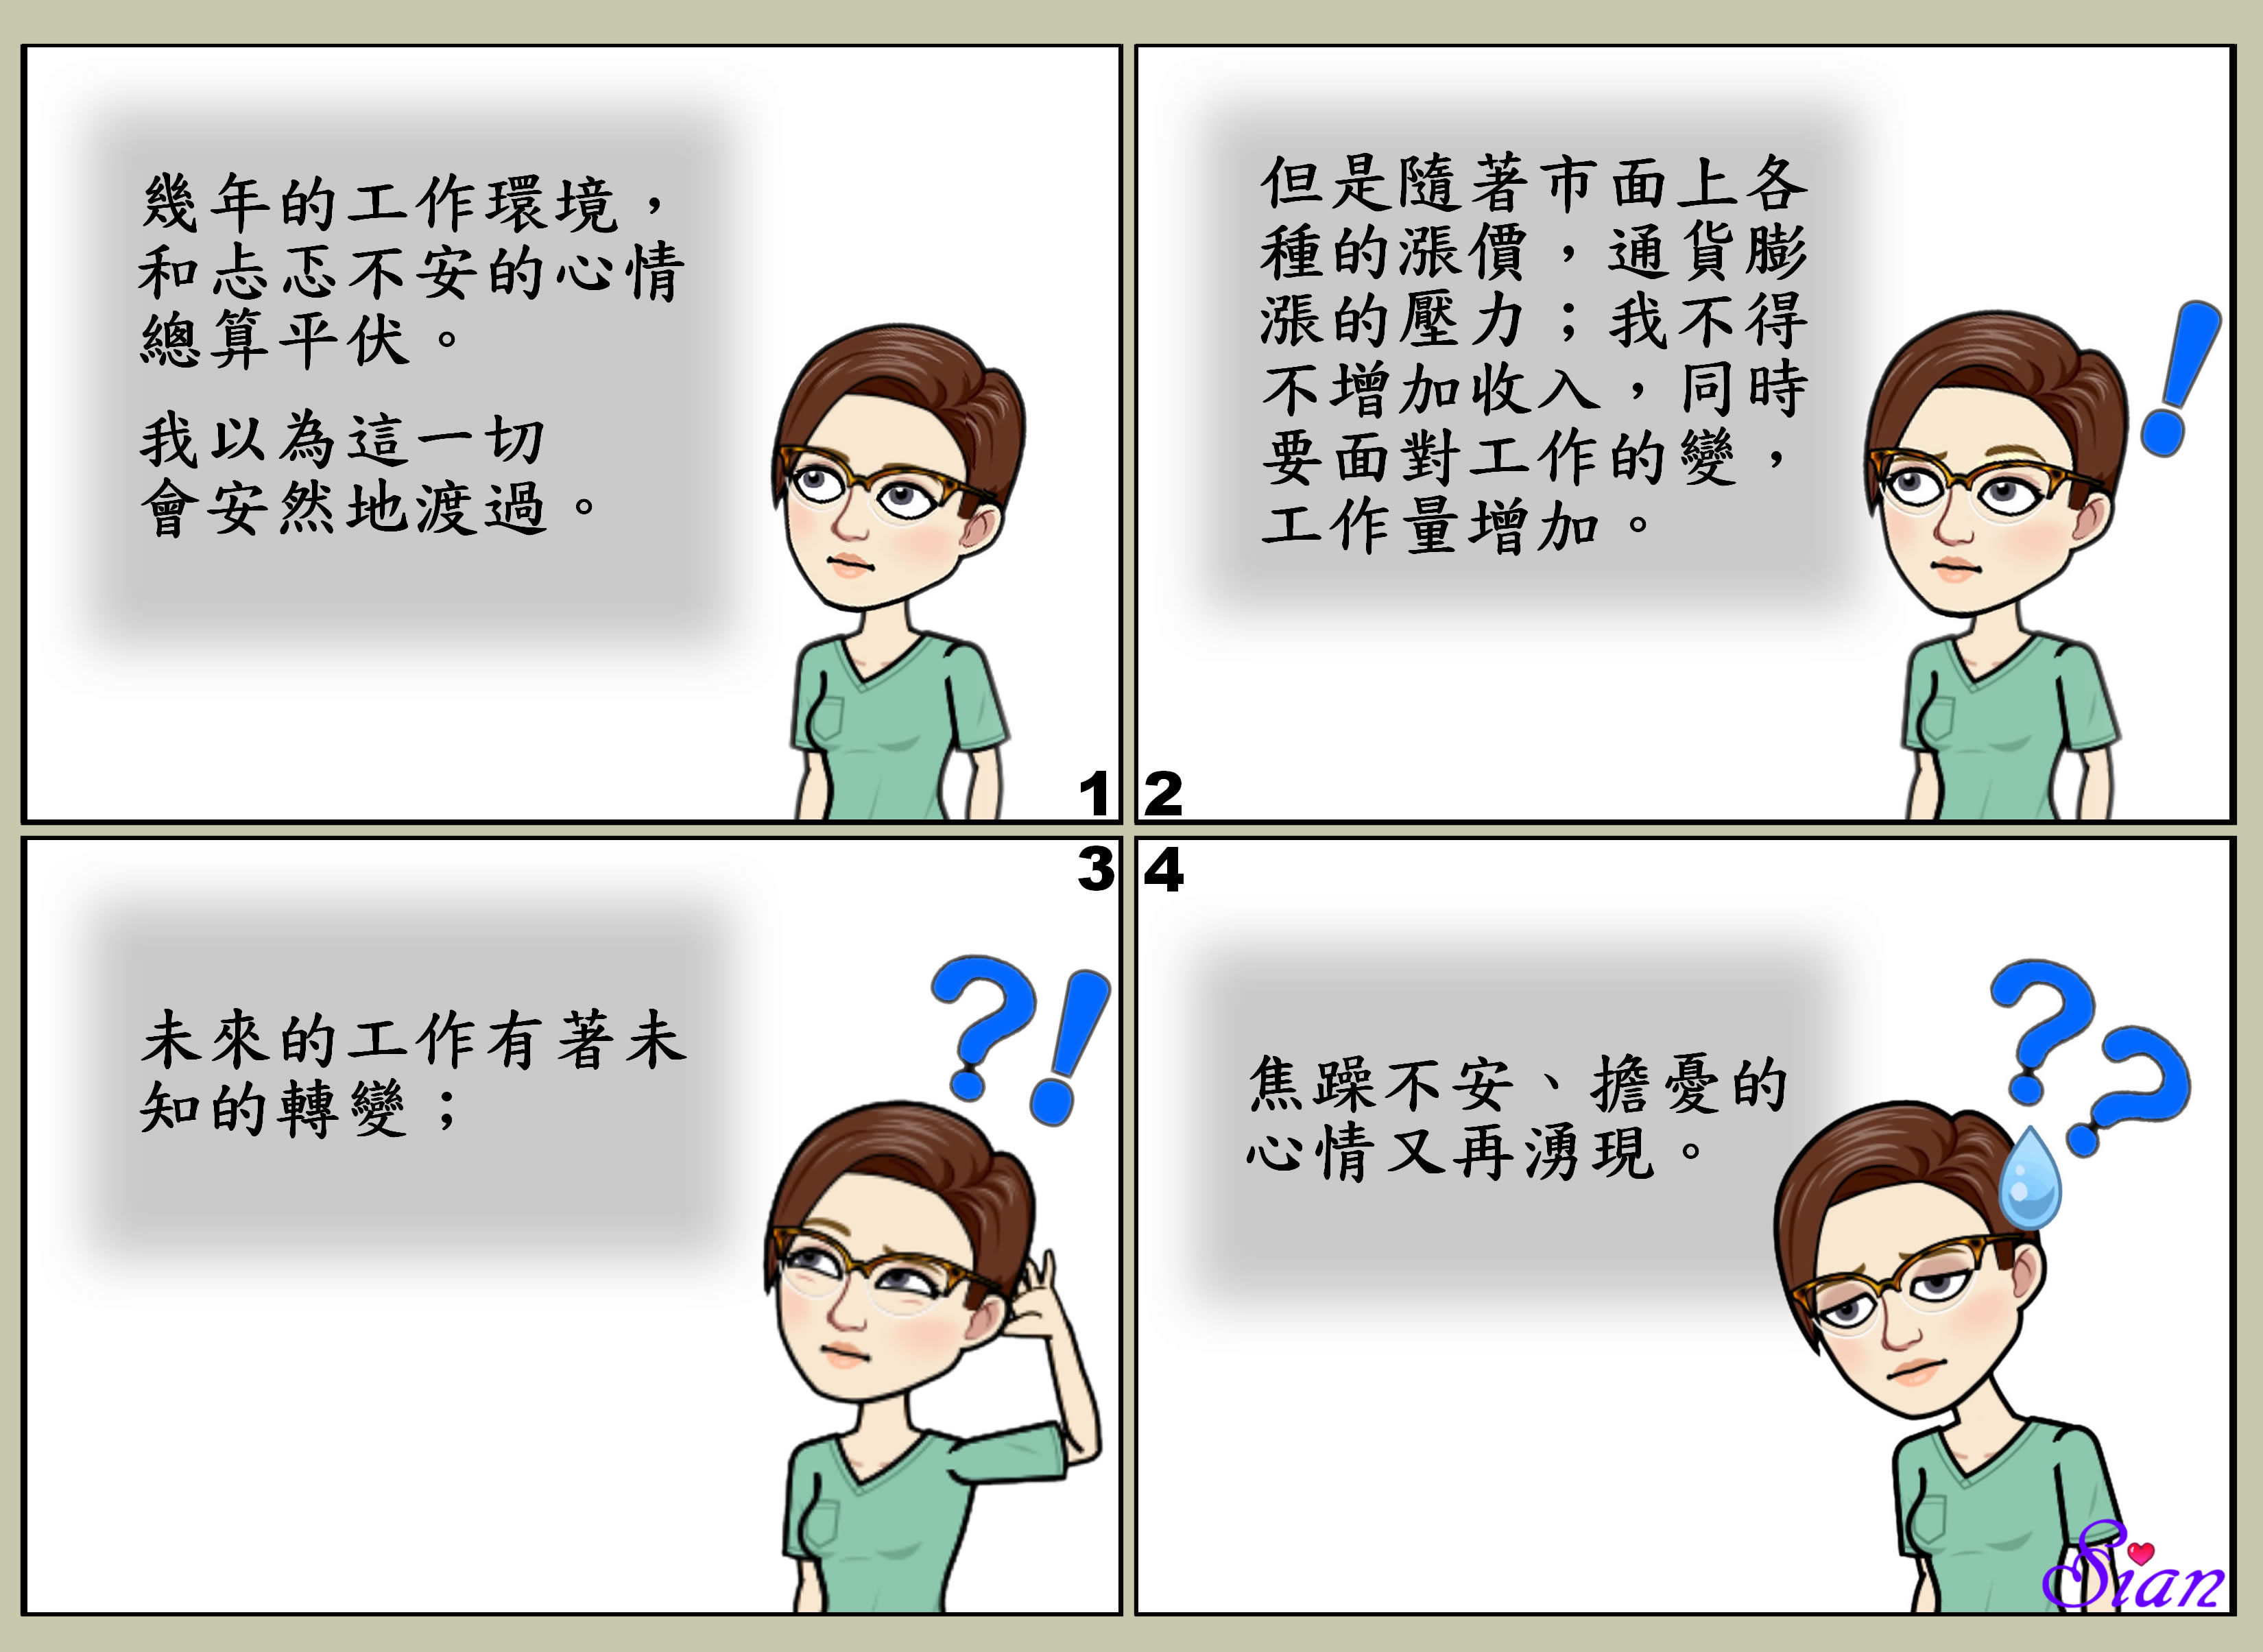 幾年的工作環境，
和忐忑不安的心情
總算平伏。
我以為這一切
會安然地渡過。
1
但是隨著市面上各
種的漲價，通貨膨
漲的壓力；我不得
不增加收入，同時
要面對工作的變，
工作量增加。
!
2
3
未來的工作有著未
知的轉變；
?!
4
焦躁不安、擔憂的
心情又再湧現。
??
Sian